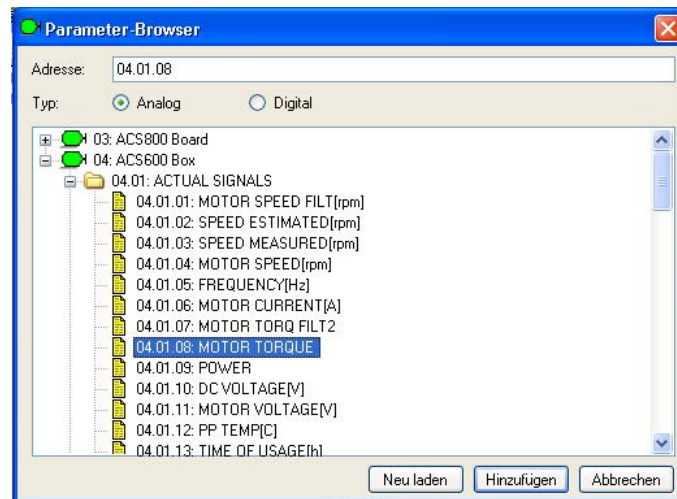 Parameter-Browser
Adresse: 04.01.08
Typ: Analog Digital
03: ACS800 Board
04: ACS600 Box
04.01: ACTUAL SIGNALS
04.01.01: MOTOR SPEED FILT[rpm]
04.01.02: SPEED ESTIMATED[rpm]
04.01.03: SPEED MEASURED[rpm]
04.01.04: MOTOR SPEED[rpm]
04.01.05: FREQUENCY[Hz]
04.01.06: MOTOR CURRENT[A]
04.01.07: MOTOR TORQ FILT2
04.01.08: MOTOR TORQUE
04.01.09: POWER
04.01.10: DC VOLTAGE[V]
04.01.11: MOTOR VOLTAGE[V]
04.01.12: PP TEMP[C]
04.01.13: TIME OF USAGE[h]
Neu laden Hinzufügen Abbrechen